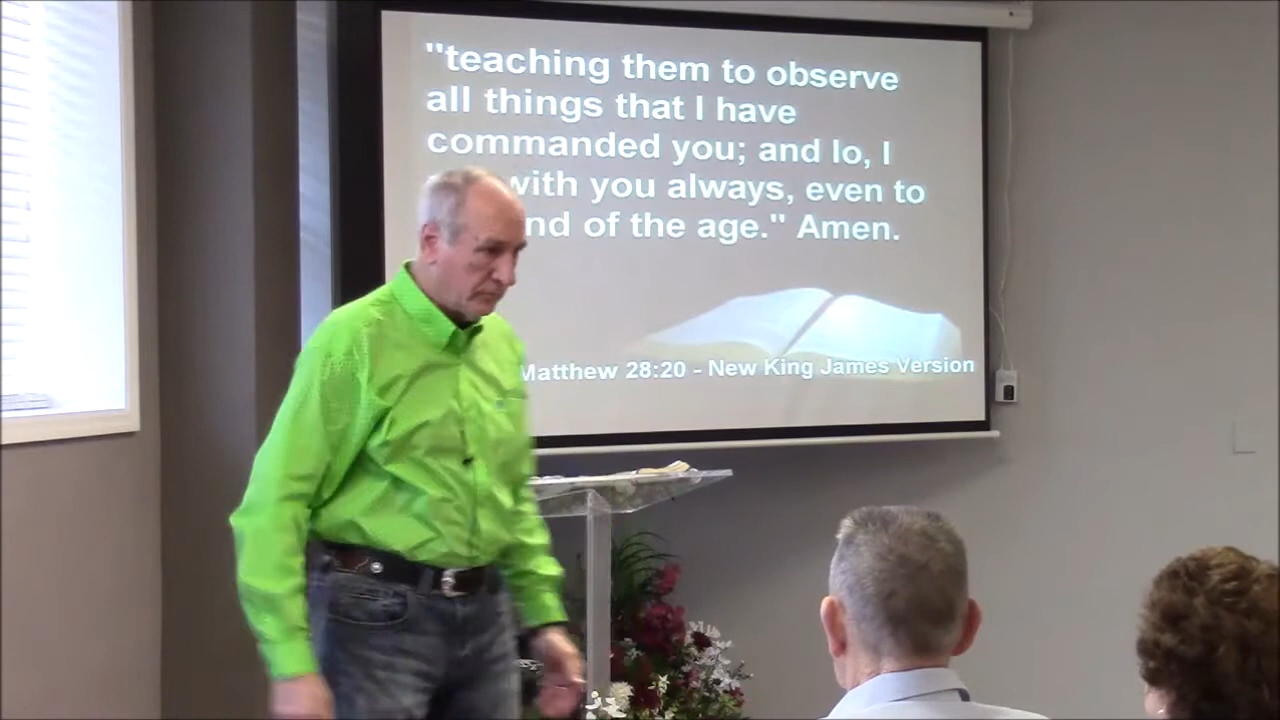 "teaching them to observe
all things that I have
commanded you; and lo, I
with you always, even to
nd of the age." Amen.
Matthew 28:20 - New King James Version